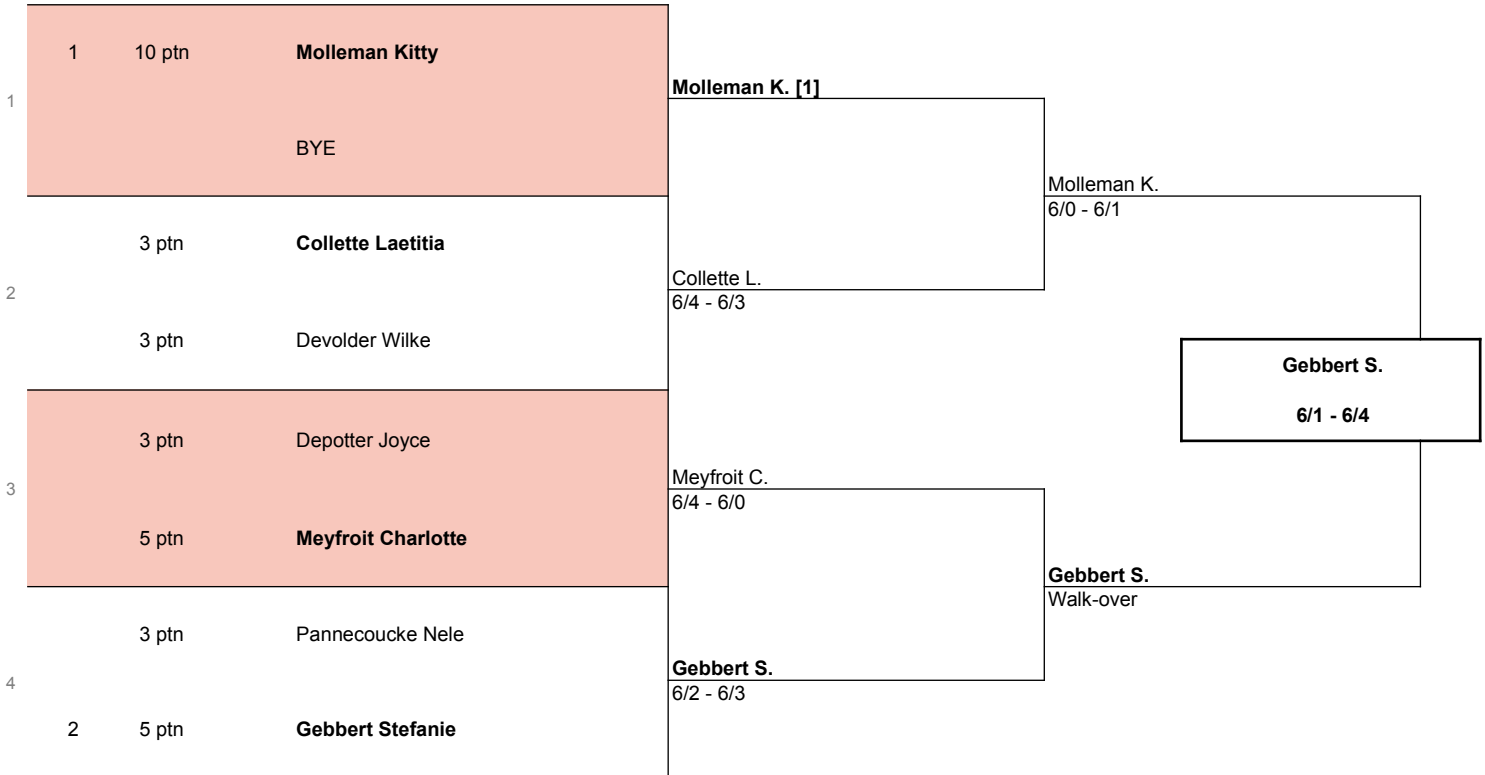 1 10 ptn Molleman Kitty
1
BYE
3 ptn Collette Laetitia
2
3 ptn Devolder Wilke
3 ptn Depotter Joyce
3
5 ptn Meyfroit Charlotte
3 ptn Pannecoucke Nele
4
2 5 ptn Gebbert Stefanie
Molleman K. [1]
Collette L.
6/4 - 6/3
Meyfroit C.
6/4 - 6/0
Gebbert S.
6/2 - 6/3
Molleman K.
6/0 - 6/1
Gebbert S.
Walk-over
Gebbert S.
6/1 - 6/4